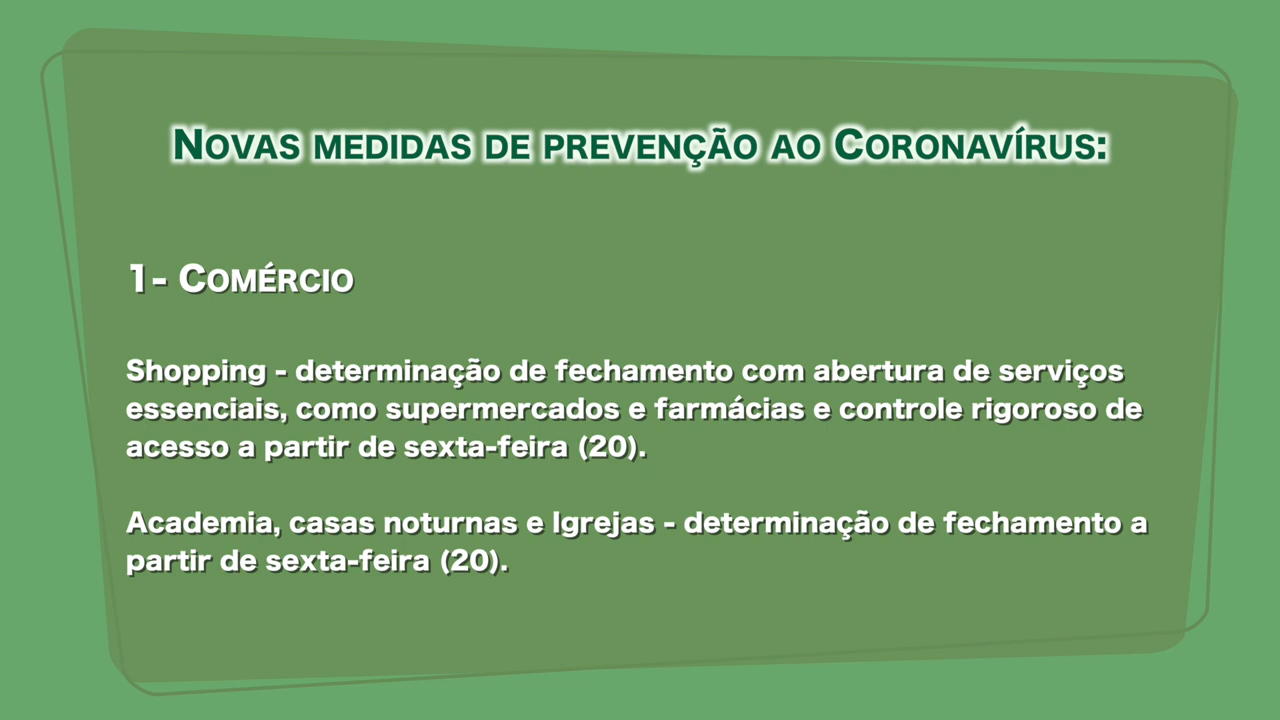 Novas medidas de prevenção ao Coronavírus:
1- Comércio
Shopping - determinação de fechamento com abertura de serviços
essenciais, como supermercados e farmácias e controle rigoroso de
acesso a partir de sexta-feira (20).
Academia, casas noturnas e Igrejas - determinação de fechamento a
partir de sexta-feira (20).